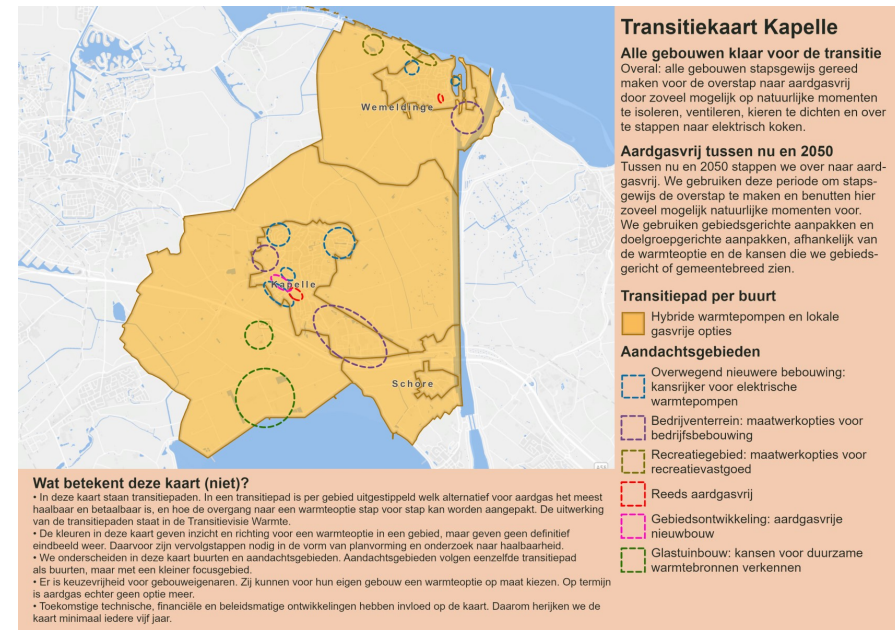 Transitiekaart Kapelle
Alle gebouwen klaar voor de transitie
Overal: alle gebouwen stapsgewijs gereed
maken voor de overstap naar aardgasvrij
door zoveel mogelijk op natuurlijke momenten
te isoleren, ventileren, kieren te dichten en over
te stappen naar elektrisch koken.
Aardgasvrij tussen nu en 2050
Tussen nu en 2050 stappen we over naar aard-
gasvrij. We gebruiken deze periode om staps-
gewijs de overstap te maken en benutten hier
zoveel mogelijk natuurlijke momenten voor.
We gebruiken gebiedsgerichte aanpakken en
doelgroepgerichte aanpakken, afhankelijk van
de warmteoptie en de kansen die we gebieds-
gericht of gemeentebreed zien.
Transitiepad per buurt
Hybride warmtepompen en lokale
gasvrije opties
Aandachtsgebieden
Overwegend nieuwere bebouwing:
kansrijker voor elektrische
warmtepompen
Bedrijventerrein: maatwerkopties voor
bedrijfsbebouwing
Recreatiegebied: maatwerkopties voor
recreatievastgoed
Reeds aardgasvrij
Gebiedsontwikkeling: aardgasvrije
nieuwbouw
Glastuinbouw: kansen voor duurzame
warmtebronnen verkennen
Wemeldinge
Kapelle
Schore
Wat betekent deze kaart (niet)?
• In deze kaart staan transitiepaden. In een transitiepad is per gebied uitgestippeld welk alternatief voor aardgas het meest
haalbaar en betaalbaar is, en hoe de overgang naar een warmteoptie stap voor stap kan worden aangepakt. De uitwerking
van de transitiepaden staat in de Transitievisie Warmte.
• De kleuren in deze kaart geven inzicht en richting voor een warmteoptie in een gebied, maar geven geen definitief
eindbeeld weer. Daarvoor zijn vervolgstappen nodig in de vorm van planvorming en onderzoek naar haalbaarheid.
• We onderscheiden in deze kaart buurten en aandachtsgebieden. Aandachtsgebieden volgen eenzelfde transitiepad
als buurten, maar met een kleiner focusgebied.
• Er is keuzevrijheid voor gebouweigenaren. Zij kunnen voor hun eigen gebouw een warmteoptie op maat kiezen. Op termijn
is aardgas echter geen optie meer.
• Toekomstige technische, financiële en beleidsmatige ontwikkelingen hebben invloed op de kaart. Daarom herijken we de
kaart minimaal iedere vijf jaar.